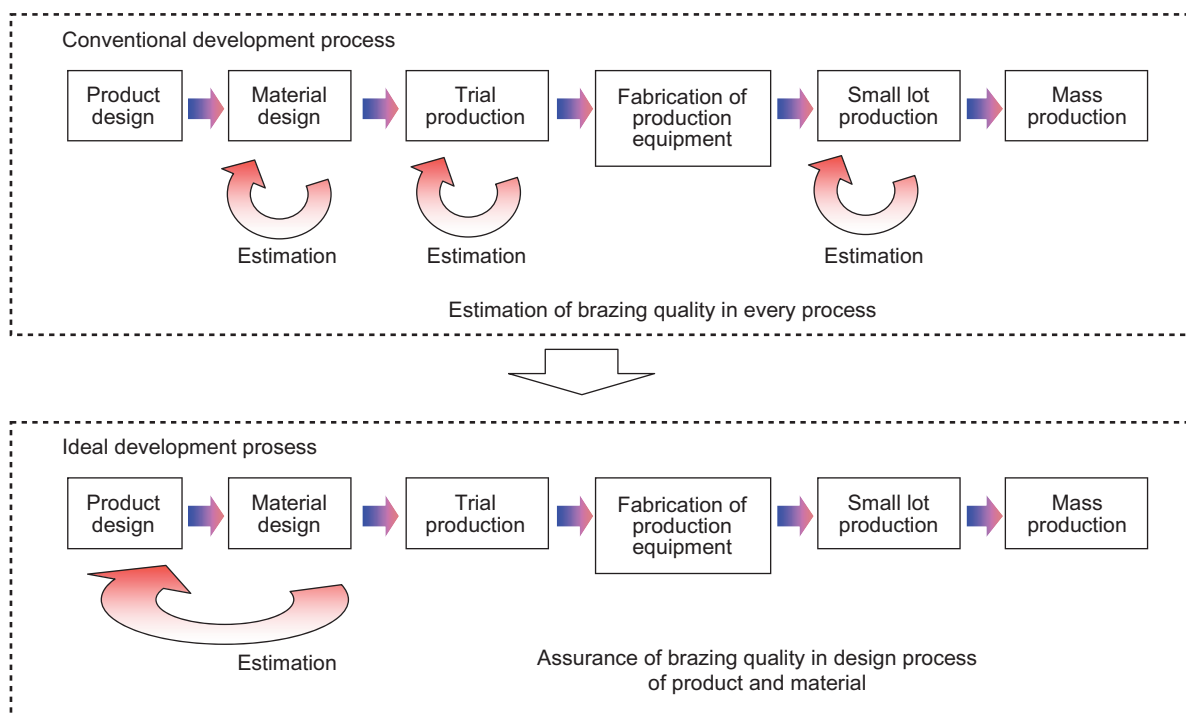 Conventional development process
Product
design
Material
design
Trial
production
Fabrication of
production
equipment
Small lot
production
Mass
production
Estimation
Estimation
Estimation
Estimation of brazing quality in every process
Ideal development prosess
Product
design
Material
design
Trial
production
Fabrication of
production
equipment
Small lot
production
Mass
production
Estimation
Assurance of brazing quality in design process
of product and material